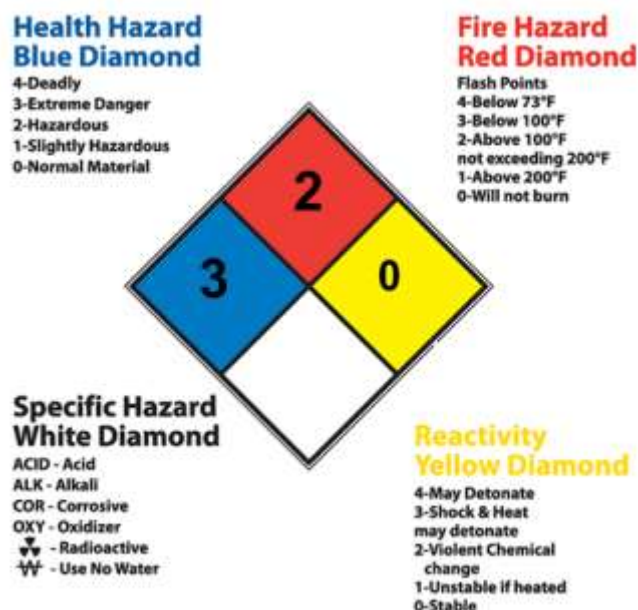 Health Hazard
Blue Diamond
4-Deadly
3-Extreme Danger
2-Hazardous
1-Slightly Hazardous
0-Normal Material
Fire Hazard
Red Diamond
Flash Points
4-Below 73°F
3-Below 100°F
2-Above 100°F
not exceeding 200°F
1-Above 200°F
0-Will not burn
2
3
0
Specific Hazard
White Diamond
ACID - Acid
ALK - Alkali
COR - Corrosive
OXY - Oxidizer
- Radioactive
W - Use No Water
Reactivity
Yellow Diamond
4-May Detonate
3-Shock & Heat
may detonate
2-Violent Chemical
change
1-Unstable if heated
0-Stable